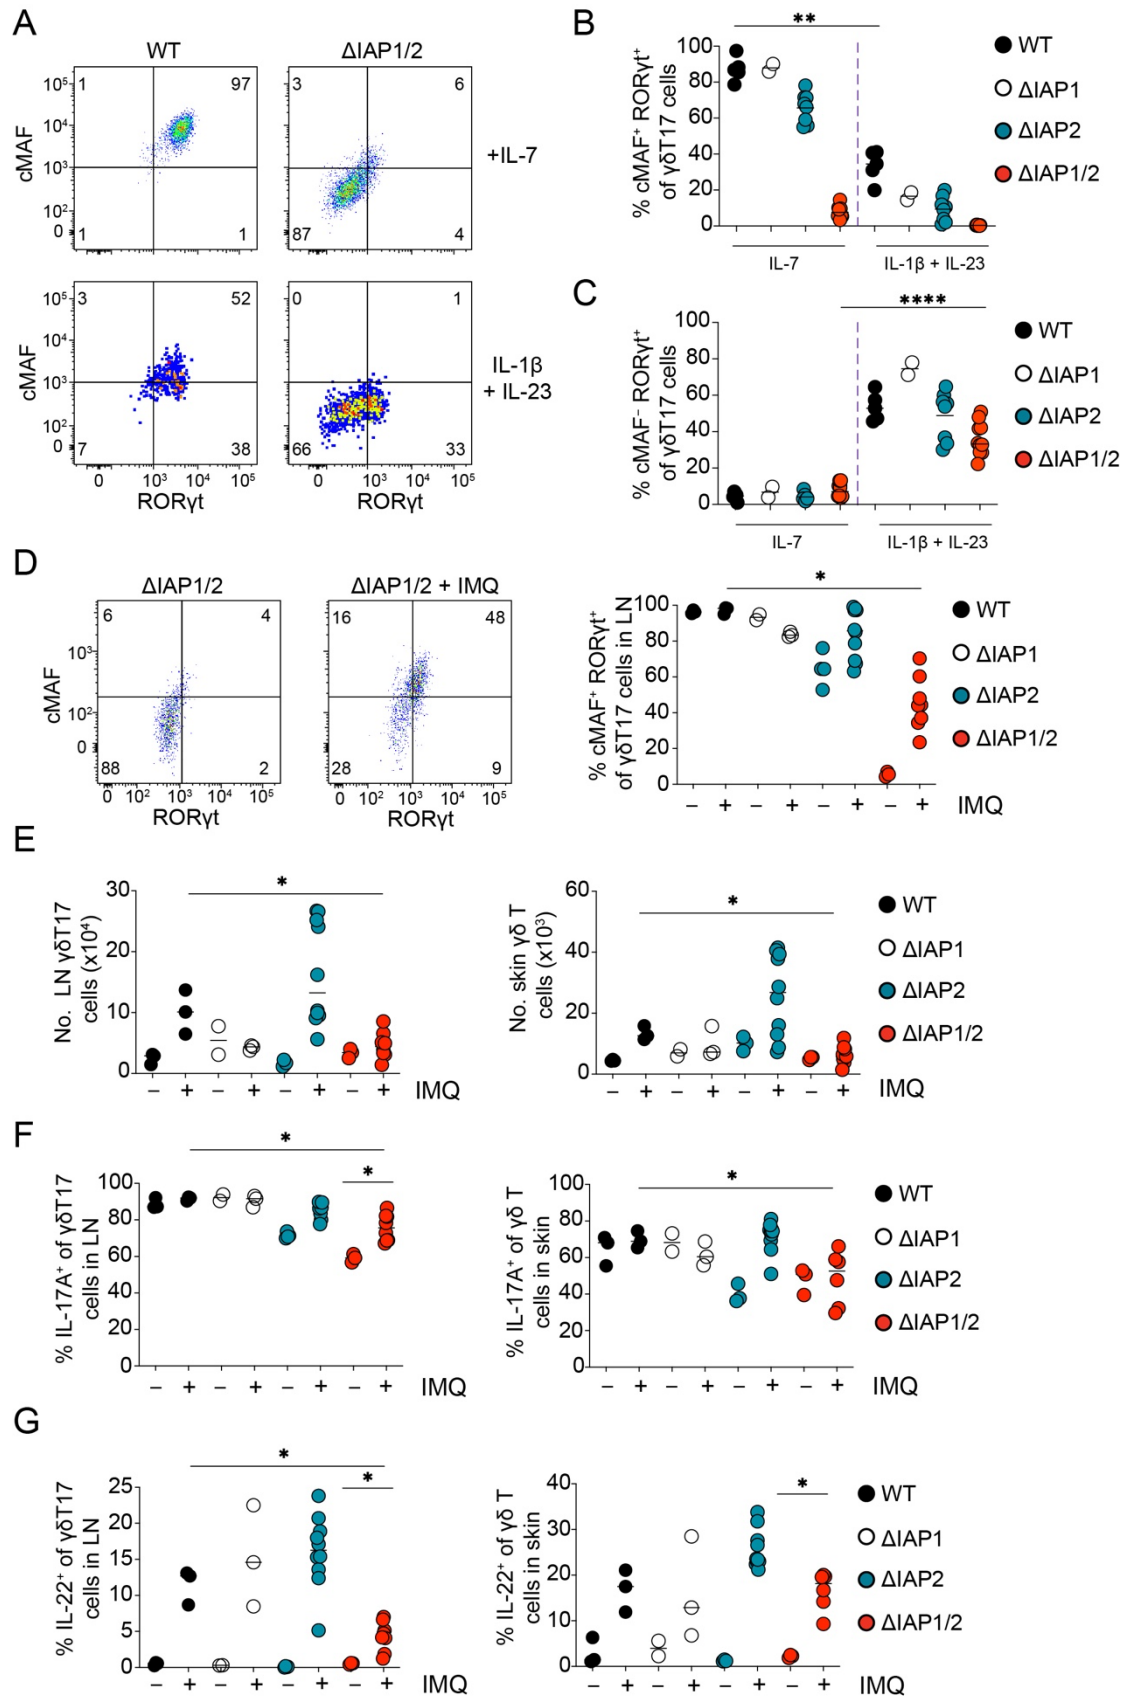 A
WT
ΔIAP1/2
1
97
3
6
10⁵
10⁴
10³
10²
0
cMAF
1
1
87
4
+IL-7
3
52
0
1
10⁵
10⁴
10³
10²
0
cMAF
7
38
66
33
IL-1β
+ IL-23
0
10³
10⁴
10⁵
0
10³
10⁴
10⁵
RORγt
RORγt
B
**
% cMAF⁺ RORγt⁺
of γδT17 cells
100
80
60
40
20
0
IL-7
IL-1β + IL-23
WT
ΔIAP1
ΔIAP2
ΔIAP1/2
C
****
% cMAF⁻ RORγt⁺
of γδT17 cells
100
80
60
40
20
0
IL-7
IL-1β + IL-23
WT
ΔIAP1
ΔIAP2
ΔIAP1/2
D
ΔIAP1/2
ΔIAP1/2 + IMQ
6
4
16
48
10³
10²
0
cMAF
88
2
28
9
0
10²
10³
10⁴
10⁵
0
10²
10³
10⁴
10⁵
RORγt
RORγt
*
% cMAF⁺ RORγt⁺
of γδT17 cells in LN
100
80
60
40
20
0
– + – + – + – + IMQ
WT
ΔIAP1
ΔIAP2
ΔIAP1/2
E
*
No. LN γδT17
cells (x10⁴)
30
20
10
0
– + – + – + – + IMQ
*
No. skin γδ T
cells (x10³)
60
40
20
0
– + – + – + – + IMQ
WT
ΔIAP1
ΔIAP2
ΔIAP1/2
F
*
*
% IL-17A⁺ of γδT17
cells in LN
100
80
60
40
20
0
– + – + – + – + IMQ
*
% IL-17A⁺ of γδ T
cells in skin
100
80
60
40
20
0
– + – + – + – + IMQ
WT
ΔIAP1
ΔIAP2
ΔIAP1/2
G
*
*
% IL-22⁺ of γδT17
cells in LN
25
20
15
10
5
0
– + – + – + – + IMQ
*
% IL-22⁺ of γδ T
cells in skin
40
30
20
10
0
– + – + – + – + IMQ
WT
ΔIAP1
ΔIAP2
ΔIAP1/2